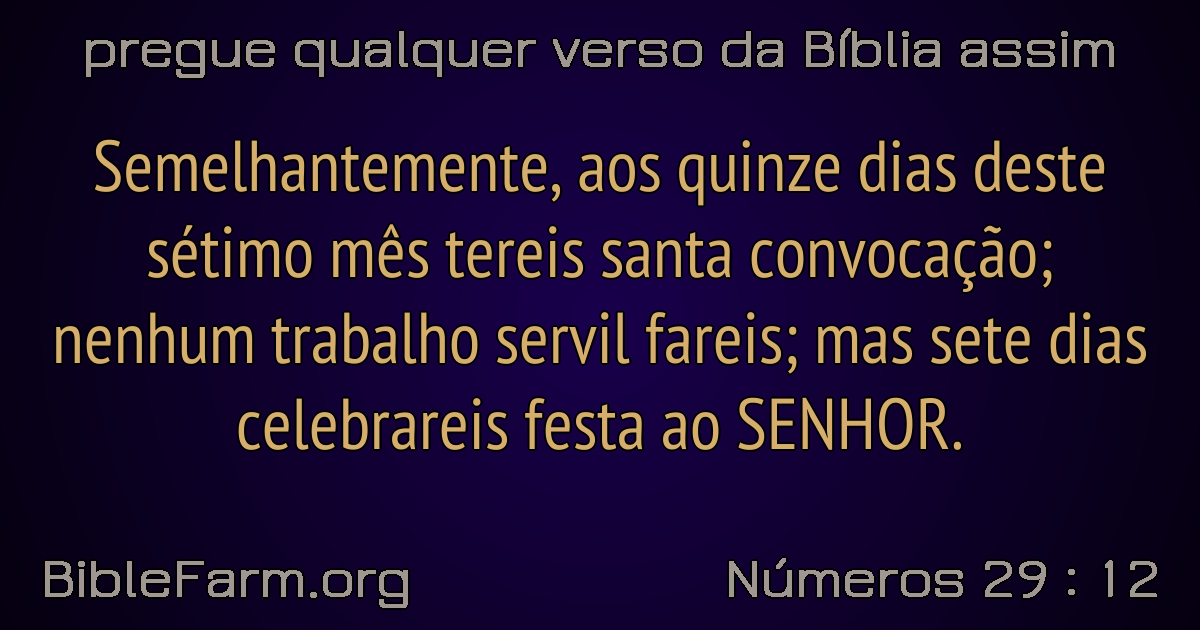 pregue qualquer verso da Bíblia assim
Semelhantemente, aos quinze dias deste
sétimo mês tereis santa convocação;
nenhum trabalho servil fareis; mas sete dias
celebrareis festa ao SENHOR.
BibleFarm.org
Números 29 : 12